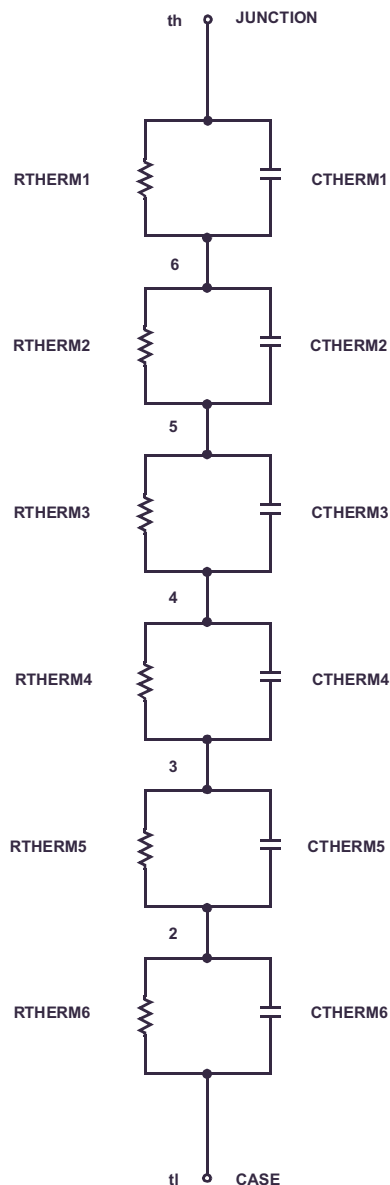 th JUNCTION
RTHERM1 CTHERM1
6
RTHERM2 CTHERM2
5
RTHERM3 CTHERM3
4
RTHERM4 CTHERM4
3
RTHERM5 CTHERM5
2
RTHERM6 CTHERM6
tl CASE